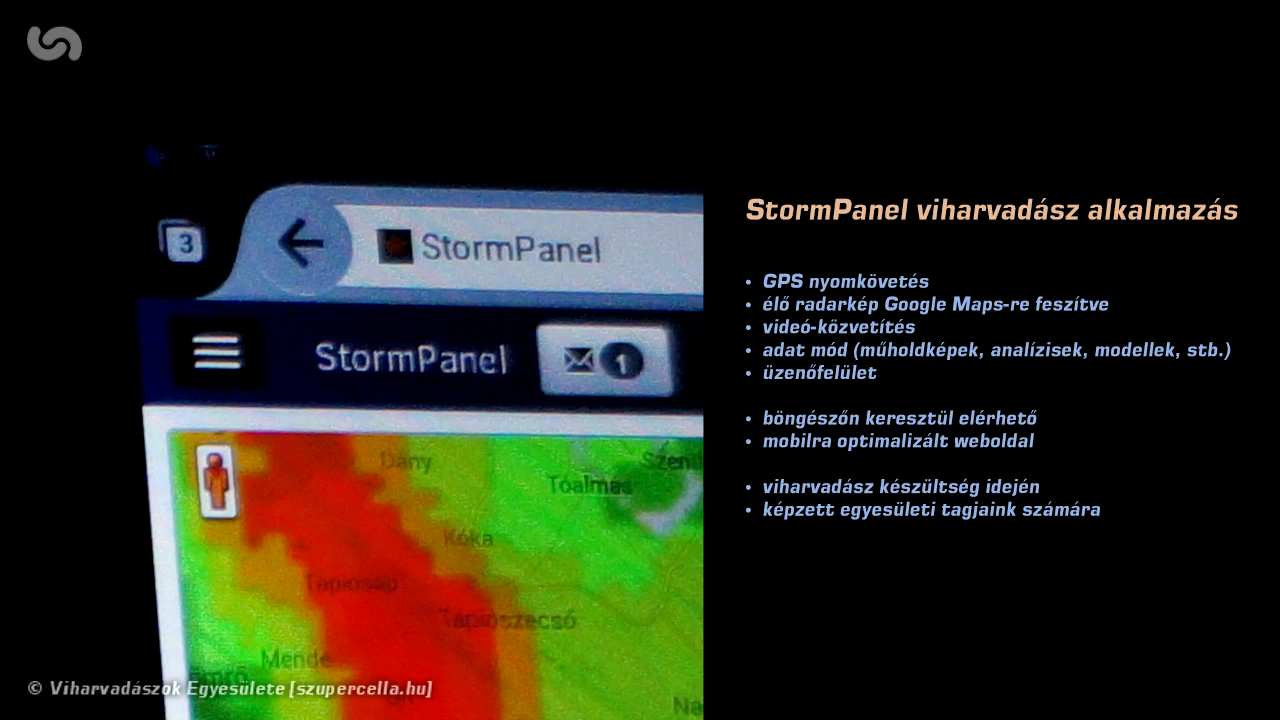 StormPanel viharvadász alkalmazás
• GPS nyomkövetés
• élő radarkép Google Maps-re feszítve
• videó-közvetítés
• adat mód (műholdképek, analízisek, modellek, stb.)
• üzenőfelület
• böngészőn keresztül elérhető
• mobilra optimalizált weboldal
• viharvadász készültség idején
• képzett egyesületi tagjaink számára
3
StormPanel
StormPanel
1
Dány
Tóalmás
Kóka
Tápiosáp
Tápiószecső
Mende
© Viharvadászok Egyesülete [szupercella.hu]